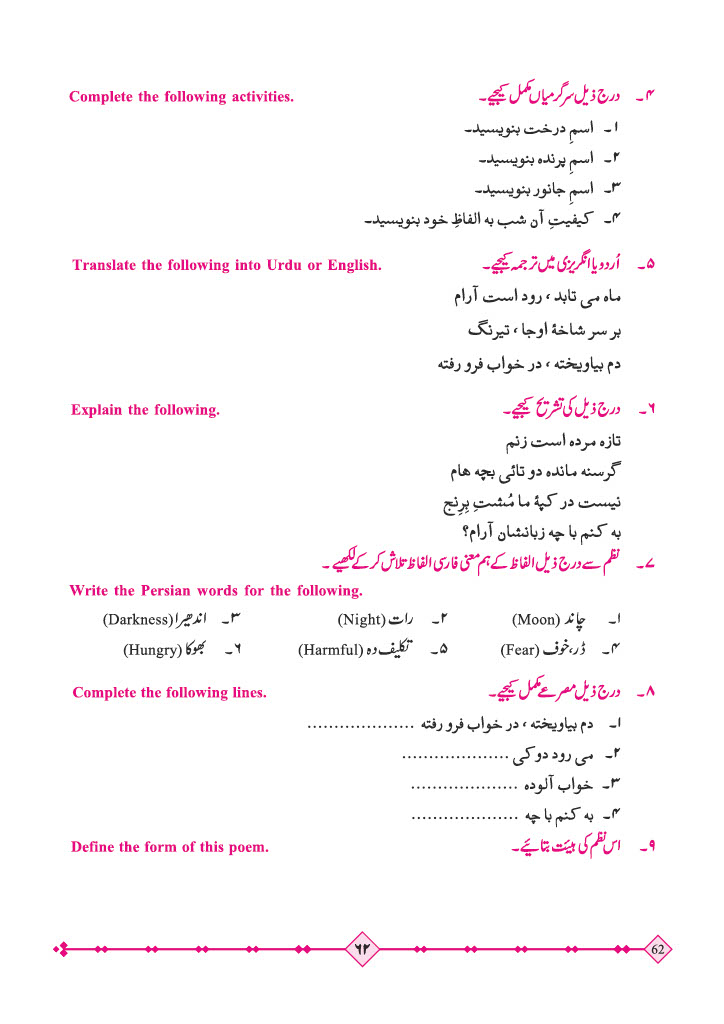 Complete the following activities. ۴۔ درج ذیل سرگرمیاں مکمل کیجیے۔
۱۔ اسمِ درخت بنویسید۔
۲۔ اسمِ پرندہ بنویسید۔
۳۔ اسمِ جانور بنویسید۔
۴۔ کیفیتِ آن شب بہ الفاظِ خود بنویسید۔
Translate the following into Urdu or English. ۵۔ اُردو یا انگریزی میں ترجمہ کیجیے۔
ماہ می تابد ، رود است آرام
بر سر شاخۂ اوجا ، تیرنگ
دم بیاویختہ ، در خواب فرو رفتہ
Explain the following. ۶۔ درج ذیل کی تشریح کیجیے۔
تازہ مردہ است زنم
گرسنہ ماندہ دو تائی بچہ ھام
نیست در کپۂ ما مُشتِ بِرِنج
بہ کنم با چہ زبانشان آرام؟
۷۔ نظم سے درج ذیل الفاظ کے ہم معنی فارسی الفاظ تلاش کر کے لکھیے۔
Write the Persian words for the following.
۱۔ چاند (Moon) ۲۔ رات (Night) ۳۔ اندھیرا (Darkness)
۴۔ ڈر، خوف (Fear) ۵۔ تکلیف دہ (Harmful) ۶۔ بھوکا (Hungry)
Complete the following lines. ۸۔ درج ذیل مصرعے مکمل کیجیے۔
۱۔ دم بیاویختہ ، در خواب فرو رفتہ ....................
۲۔ می رود دوکی ....................
۳۔ خواب آلودہ ....................
۴۔ بہ کنم با چہ ....................
Define the form of this poem. ۹۔ اس نظم کی ہیئت بتائیے۔
۶۲ 62